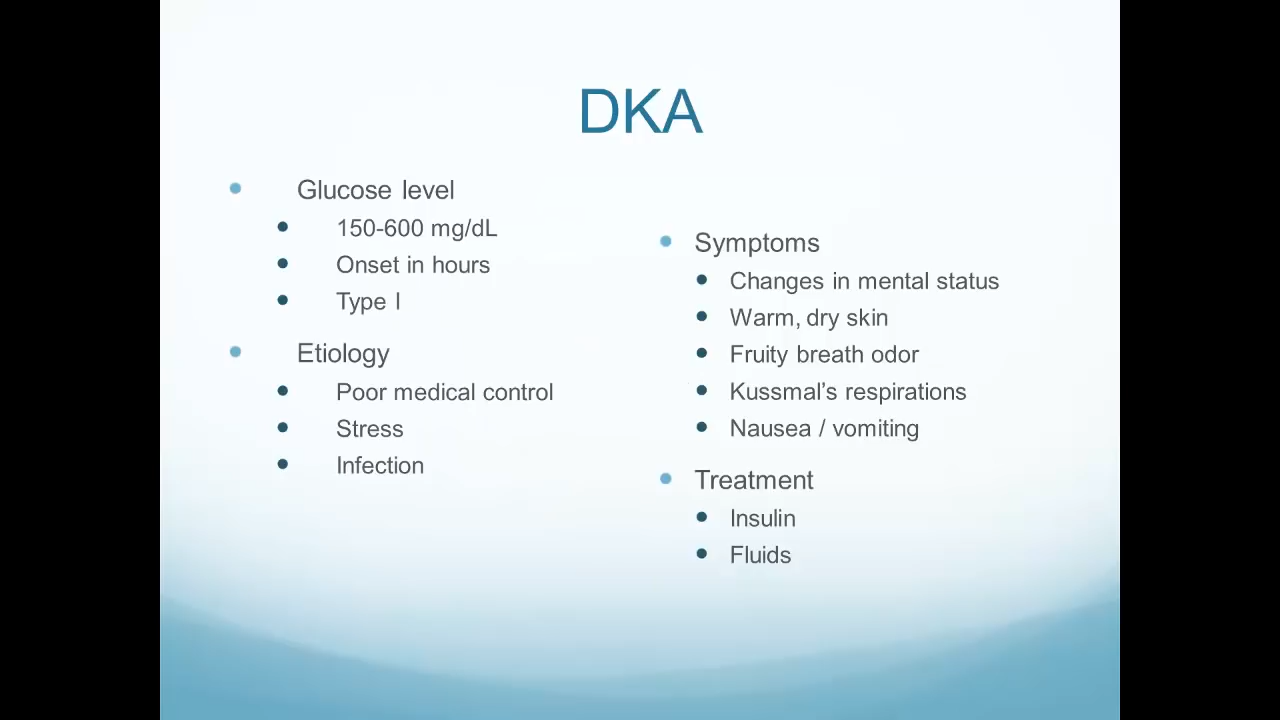 DKA
Glucose level
150-600 mg/dL
Onset in hours
Type I
Etiology
Poor medical control
Stress
Infection
Symptoms
Changes in mental status
Warm, dry skin
Fruity breath odor
Kussmal’s respirations
Nausea / vomiting
Treatment
Insulin
Fluids